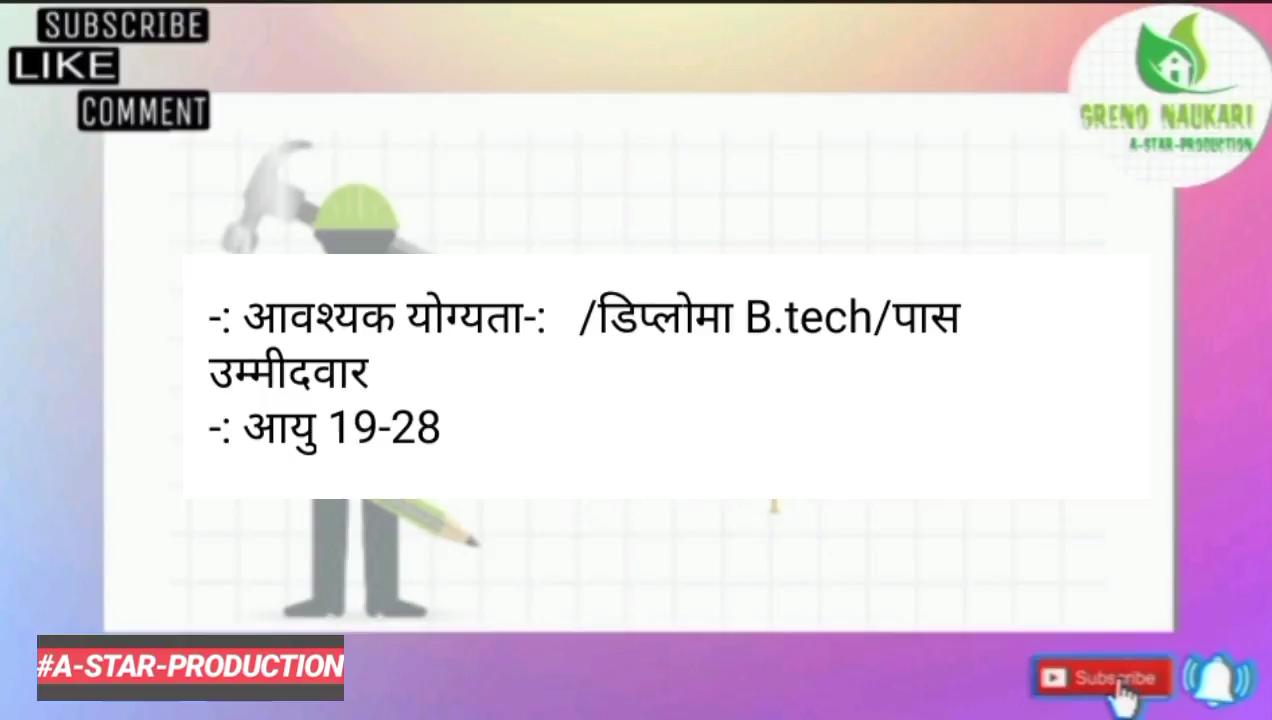 SUBSCRIBE
LIKE
COMMENT
GRENO NAUKARI
A-STAR-PRODUCTION
-: आवश्यक योग्यता-: /डिप्लोमा B.tech/पास
उम्मीदवार
-: आयु 19-28
#A-STAR-PRODUCTION
Subscribe